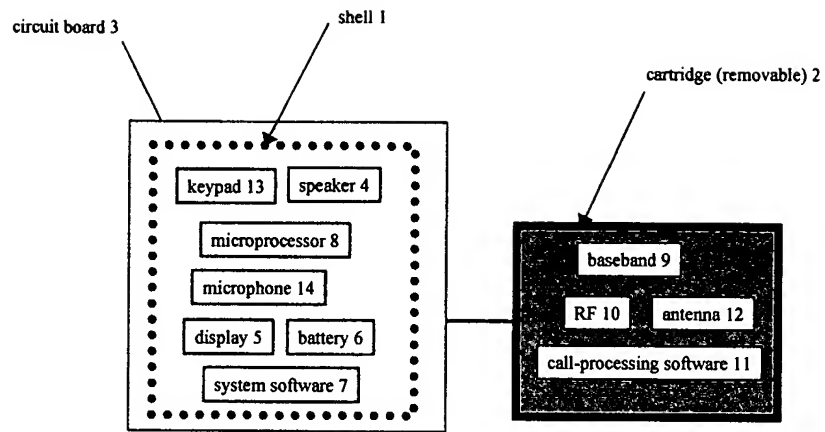 shell 1
circuit board 3
cartridge (removable) 2
keypad 13
speaker 4
microprocessor 8
microphone 14
display 5
battery 6
system software 7
baseband 9
RF 10
antenna 12
call-processing software 11